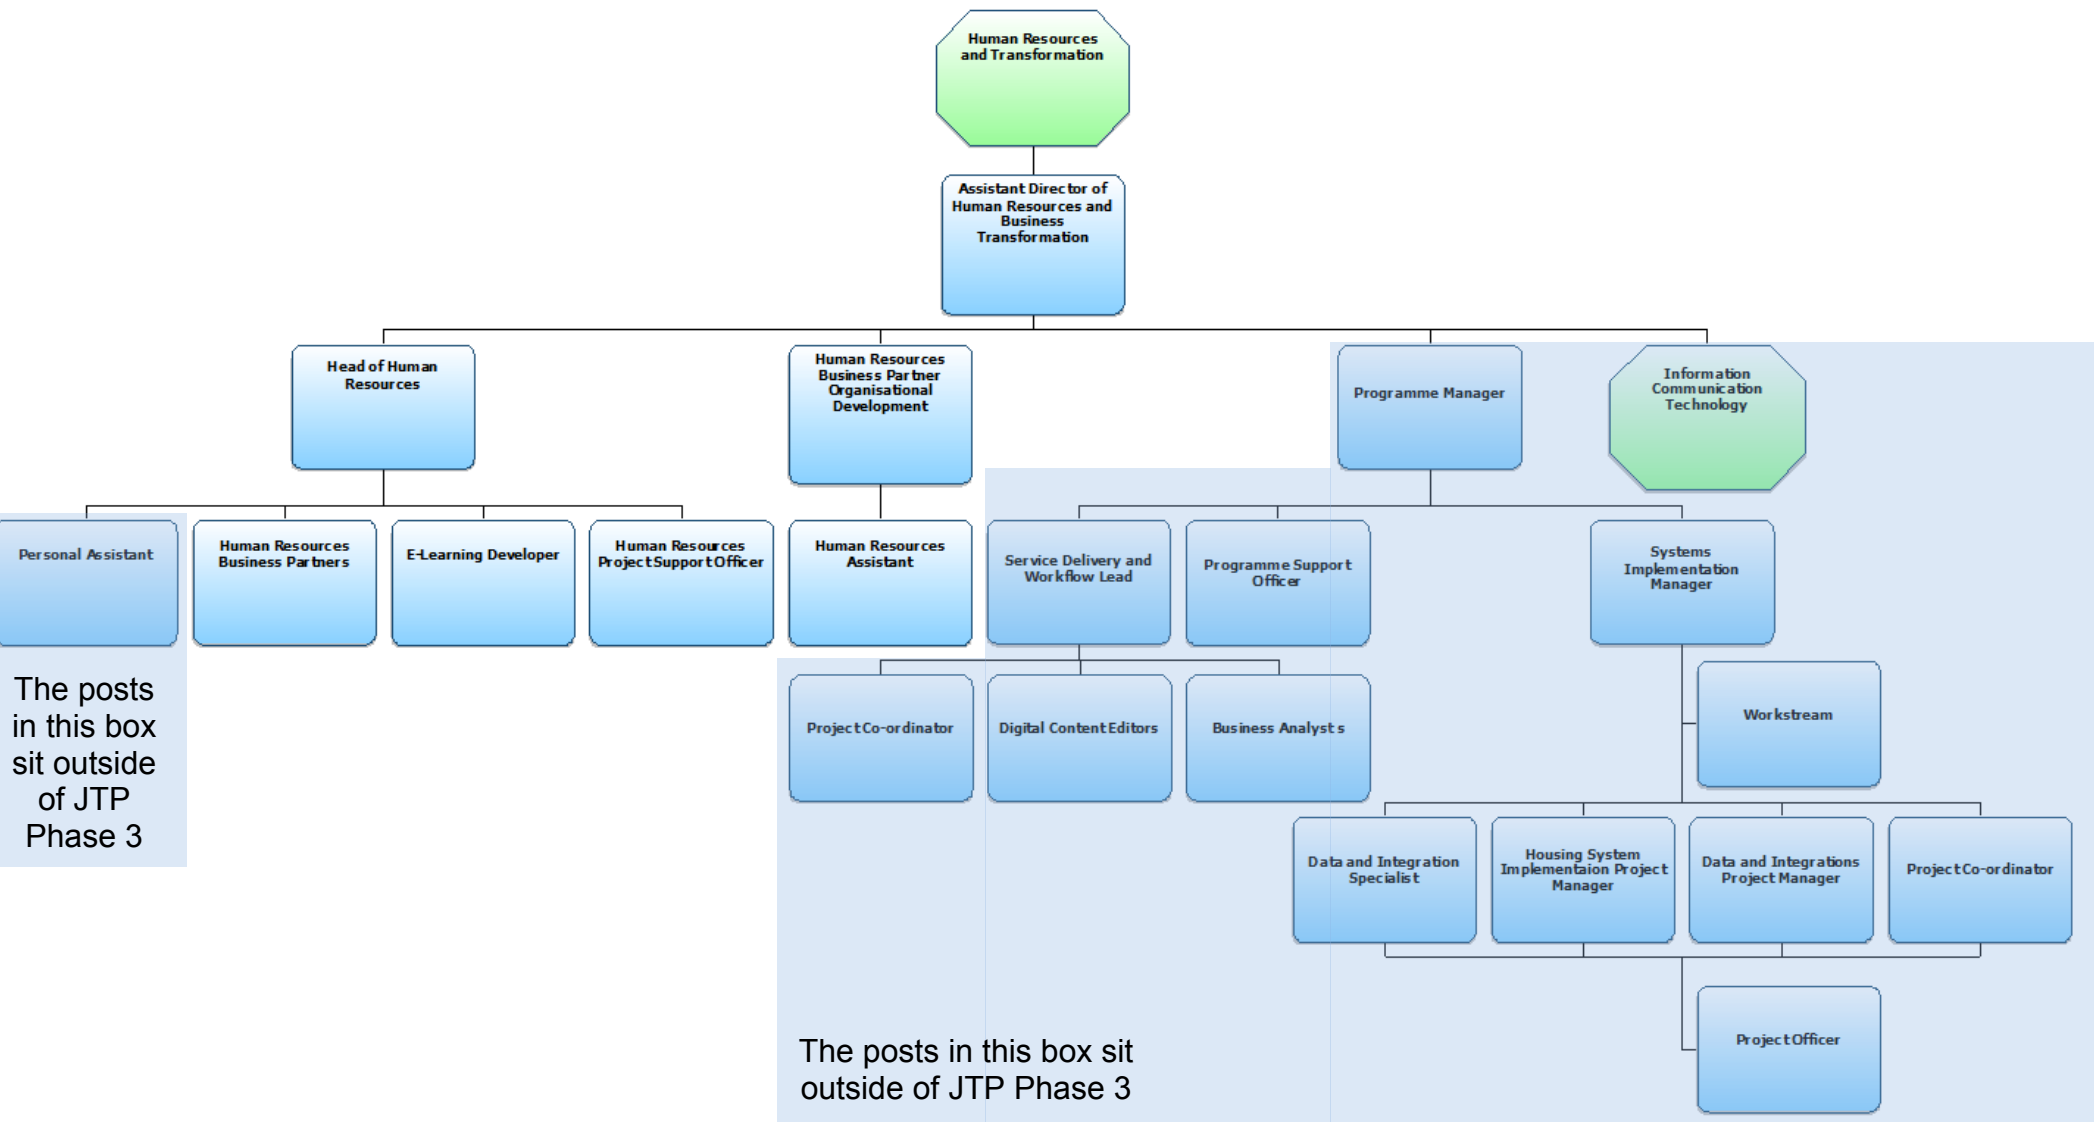 Human Resources
and Transformation
Assistant Director of
Human Resources and
Business
Transformation
Head of Human
Resources
Human Resources
Business Partner
Organisational
Development
Programme Manager
Information
Communication
Technology
Personal Assistant
Human Resources
Business Partners
E-Learning Developer
Human Resources
Project Support Officer
Human Resources
Assistant
Service Delivery and
Workflow Lead
Programme Support
Officer
Systems
Implementation
Manager
The posts
in this box
sit outside
of JTP
Phase 3
Project Co-ordinator
Digital Content Editors
Business Analysts
Workstream
Data and Integration
Specialist
Housing System
Implementaion Project
Manager
Data and Integrations
Project Manager
Project Co-ordinator
The posts in this box sit
outside of JTP Phase 3
Project Officer